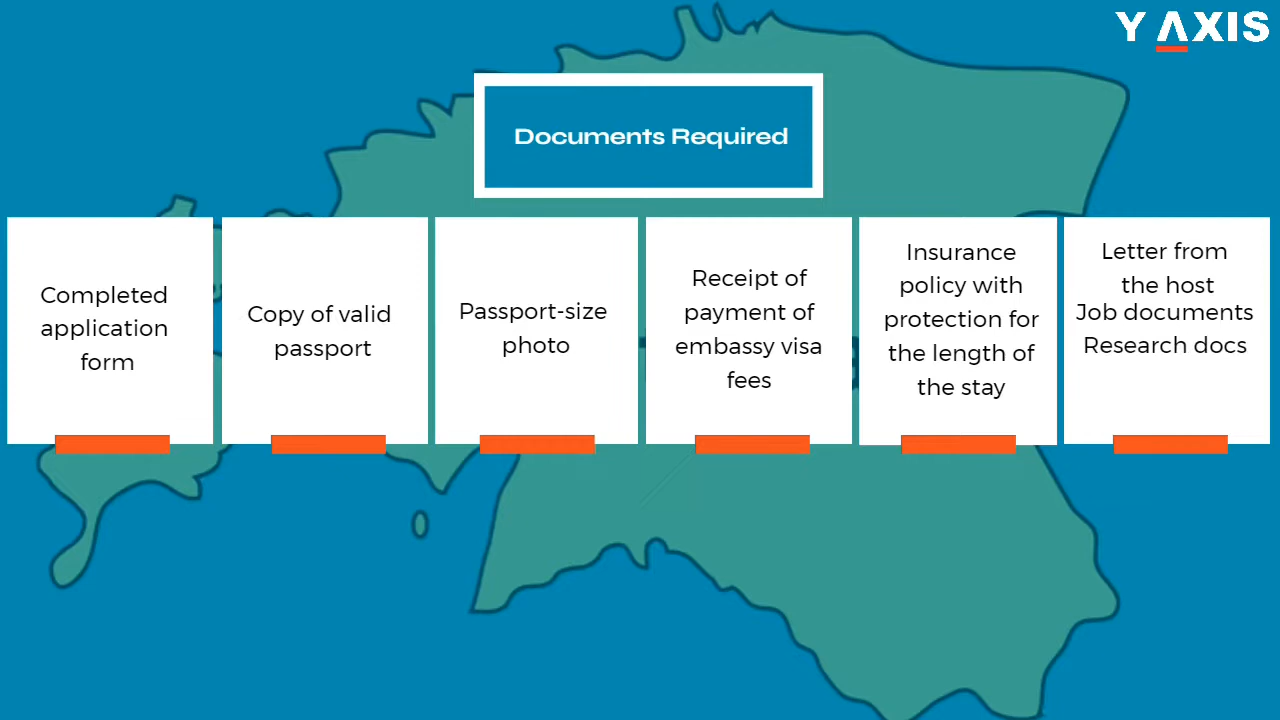 Y AXIS
Documents Required
Completed
application
form
Copy of valid
passport
Passport-size
photo
Receipt of
payment of
embassy visa
fees
Insurance
policy with
protection for
the length of
the stay
Letter from
the host
Job documents
Research docs